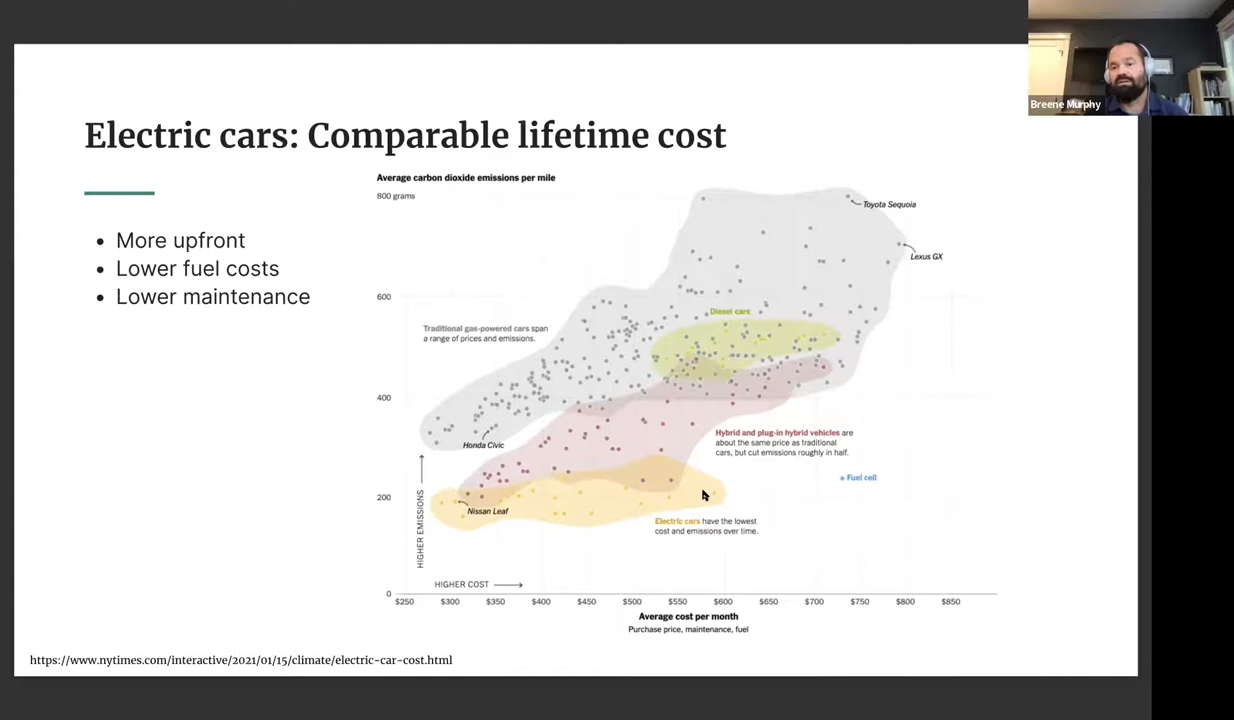 Breene Murphy
Electric cars: Comparable lifetime cost
• More upfront
• Lower fuel costs
• Lower maintenance
Average carbon dioxide emissions per mile
800 grams
600
400
200
0
Toyota Sequoia
Lexus GX
Diesel cars
Traditional gas-powered cars span
a range of prices and emissions.
Honda Civic
Hybrid and plug-in hybrid vehicles are
about the same price as traditional
cars, but cut emissions roughly in half.
Fuel cell
Nissan Leaf
Electric cars have the lowest
cost and emissions over time.
HIGHER EMISSIONS
HIGHER COST
$250 $300 $350 $400 $450 $500 $550 $600 $650 $700 $750 $800 $850
Average cost per month
Purchase price, maintenance, fuel
https://www.nytimes.com/interactive/2021/01/15/climate/electric-car-cost.html